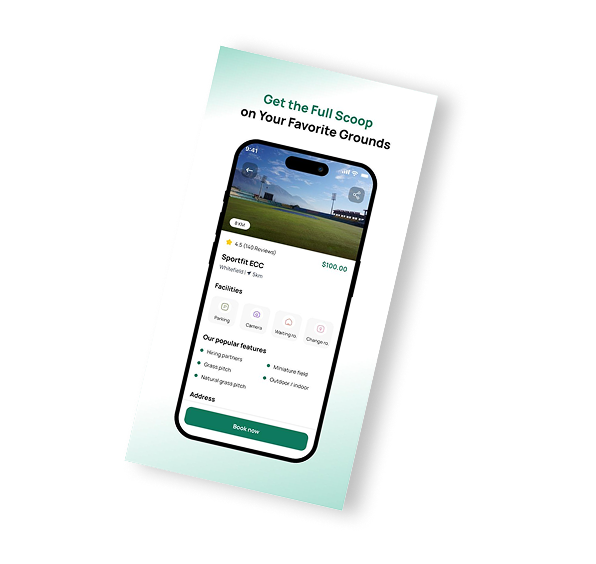 Get the Full Scoop
on Your Favorite Grounds
9:41
8 KM
4.5 (149 Reviews)
Sportfit ECC
$100.00
Whitefield | 5km
Facilities
Parking
Camera
Waiting ro.
Change ro.
Our popular features
Hiring partners
Miniature field
Grass pitch
Outdoor / indoor
Natural grass pitch
Address
Book now